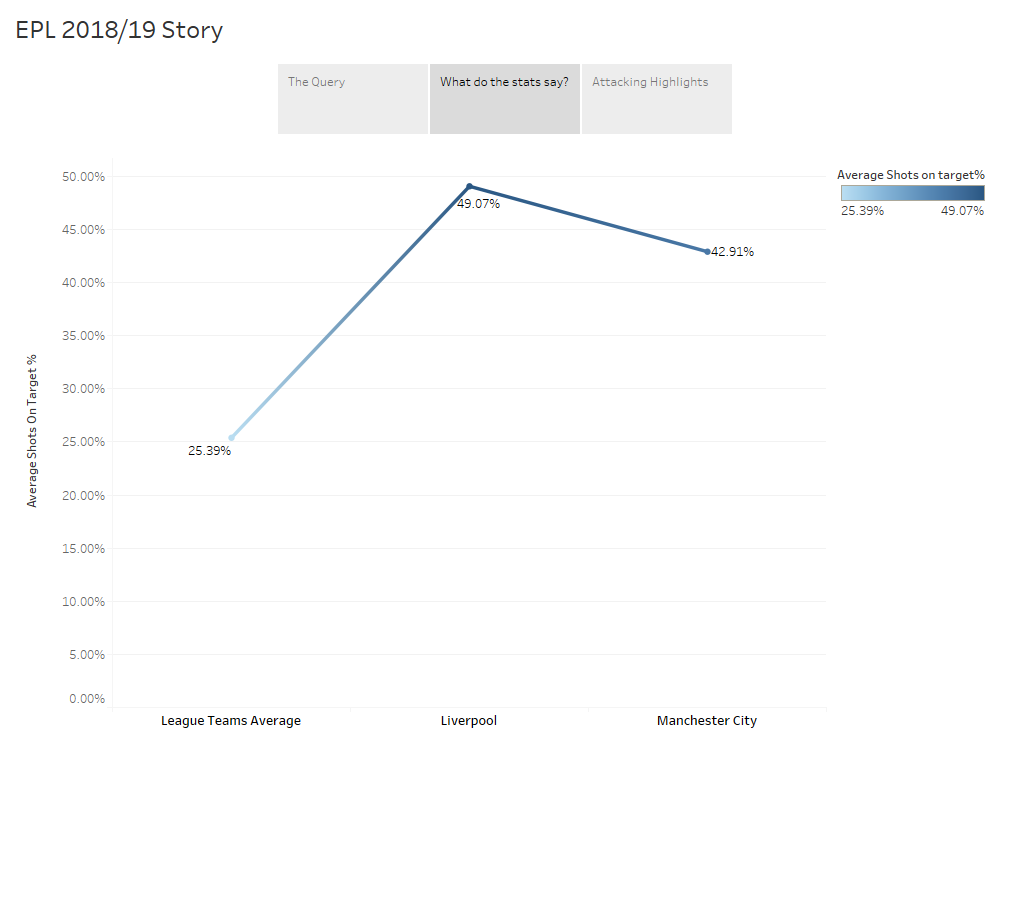 EPL 2018/19 Story
The Query
What do the stats say?
Attacking Highlights
Average Shots on target%
25.39%
49.07%
Average Shots On Target %
50.00%
45.00%
40.00%
35.00%
30.00%
25.00%
20.00%
15.00%
10.00%
5.00%
0.00%
25.39%
49.07%
42.91%
League Teams Average
Liverpool
Manchester City